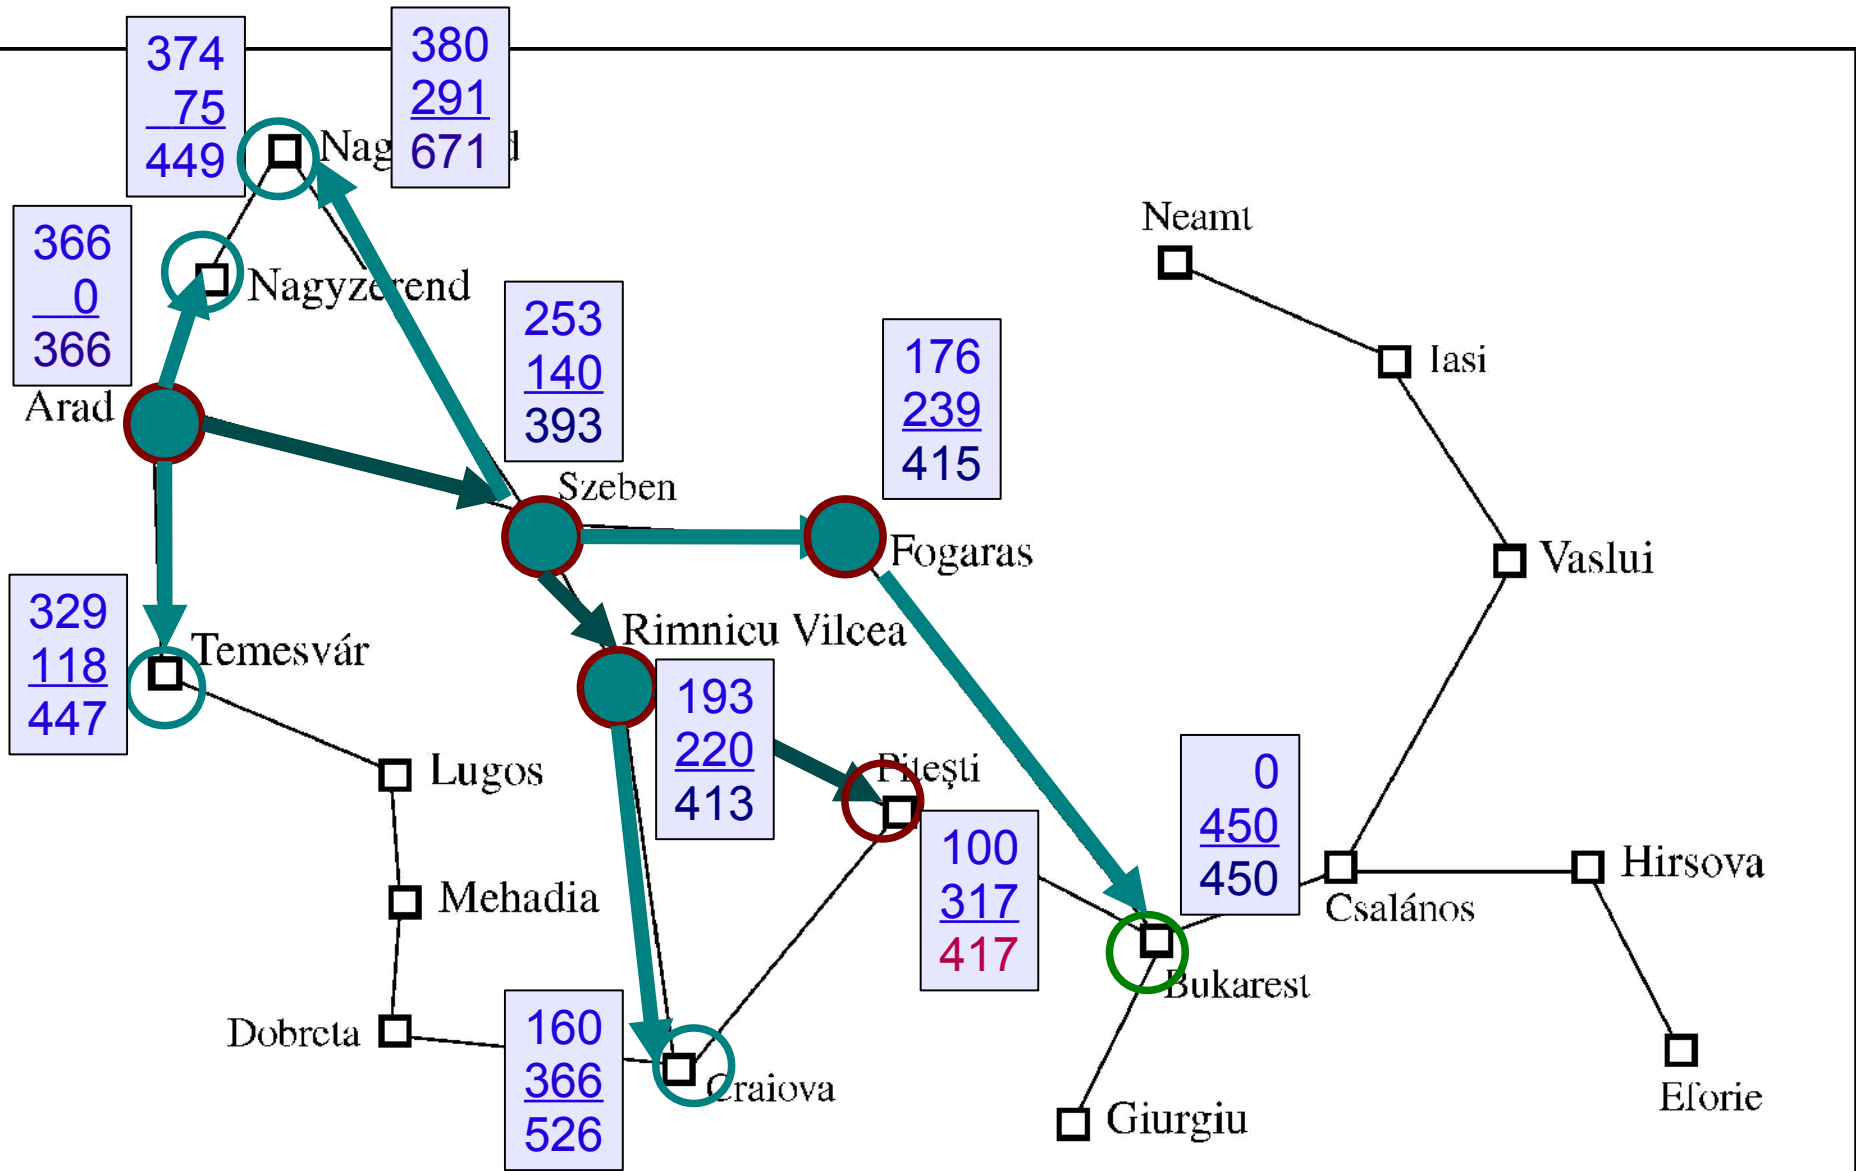 374
75
449
380
291
671
Nagyzerend
366
0
366
Arad
Neamt
Iasi
253
140
393
Szeben
176
239
415
Fogaras
Vaslui
329
118
447
Temesvár
Rimnicu Vilcea
193
220
413
Piteşti
Lugos
Mehadia
Dobreta
100
317
417
0
450
450
Bukarest
Csalános
Hirsova
Eforie
160
366
526
Craiova
Giurgiu